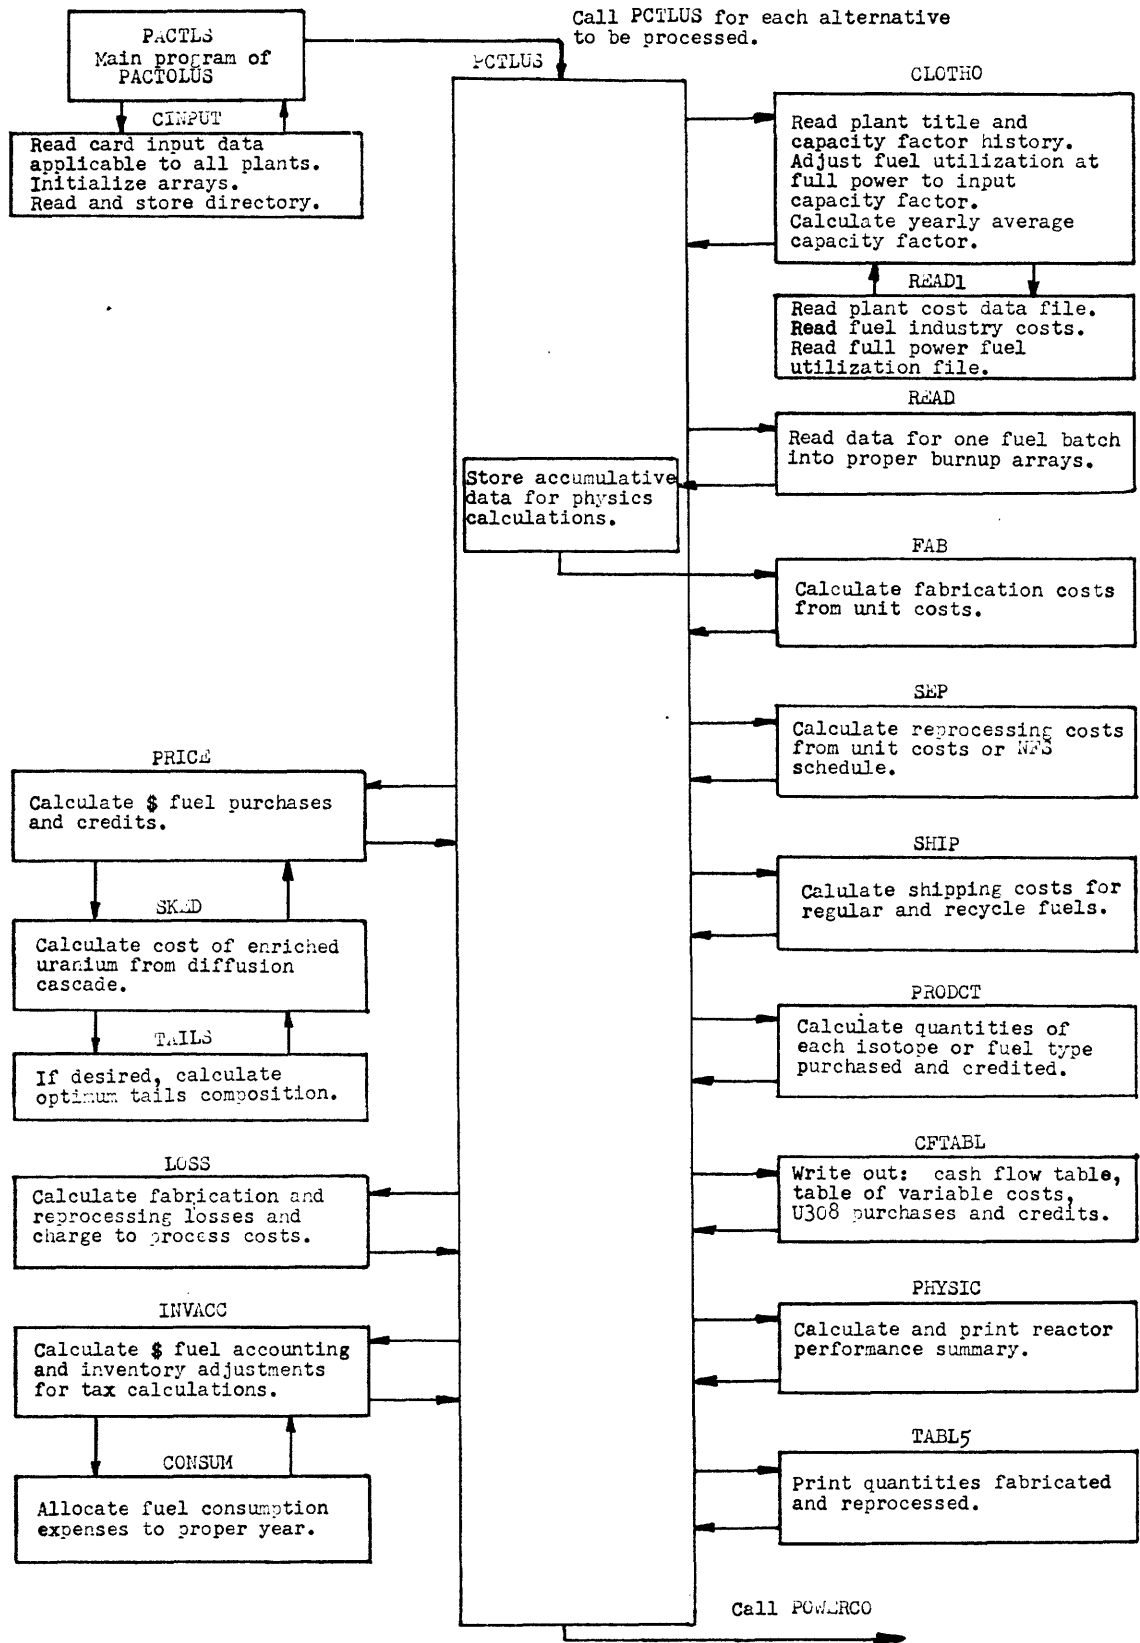 PACTLS
Main program of
PACTOLUS
Call PCTLUS for each alternative
to be processed.
CINPUT
Read card input data
applicable to all plants.
Initialize arrays.
Read and store directory.
PCTLUS
CLOTHO
Read plant title and
capacity factor history.
Adjust fuel utilization at
full power to input
capacity factor.
Calculate yearly average
capacity factor.
READ1
Read plant cost data file.
Read fuel industry costs.
Read full power fuel
utilization file.
READ
Read data for one fuel batch
into proper burnup arrays.
Store accumulative
data for physics
calculations.
FAB
Calculate fabrication costs
from unit costs.
SEP
Calculate reprocessing costs
from unit costs or NFS
schedule.
PRICE
Calculate $ fuel purchases
and credits.
SKED
Calculate cost of enriched
uranium from diffusion
cascade.
TAILS
If desired, calculate
optimum tails composition.
SHIP
Calulate shipping costs for
regular and recycle fuels.
PRODCT
Calculate quantities of
each isotope or fuel type
purchased and credited.
LOSS
Calculate fabrication and
reprocessing losses and
charge to process costs.
CFTABL
Write out: cash flow table,
table of variable costs,
U308 purchases and credits.
INVACC
Calculate $ fuel accounting
and inventory adjustments
for tax calculations.
CONSUM
Allocate fuel consumption
expenses to proper year.
PHYSIC
Calculate and print reactor
performance summary.
TABL5
Print quantities fabricated
and reprocessed.
Call POWERCO